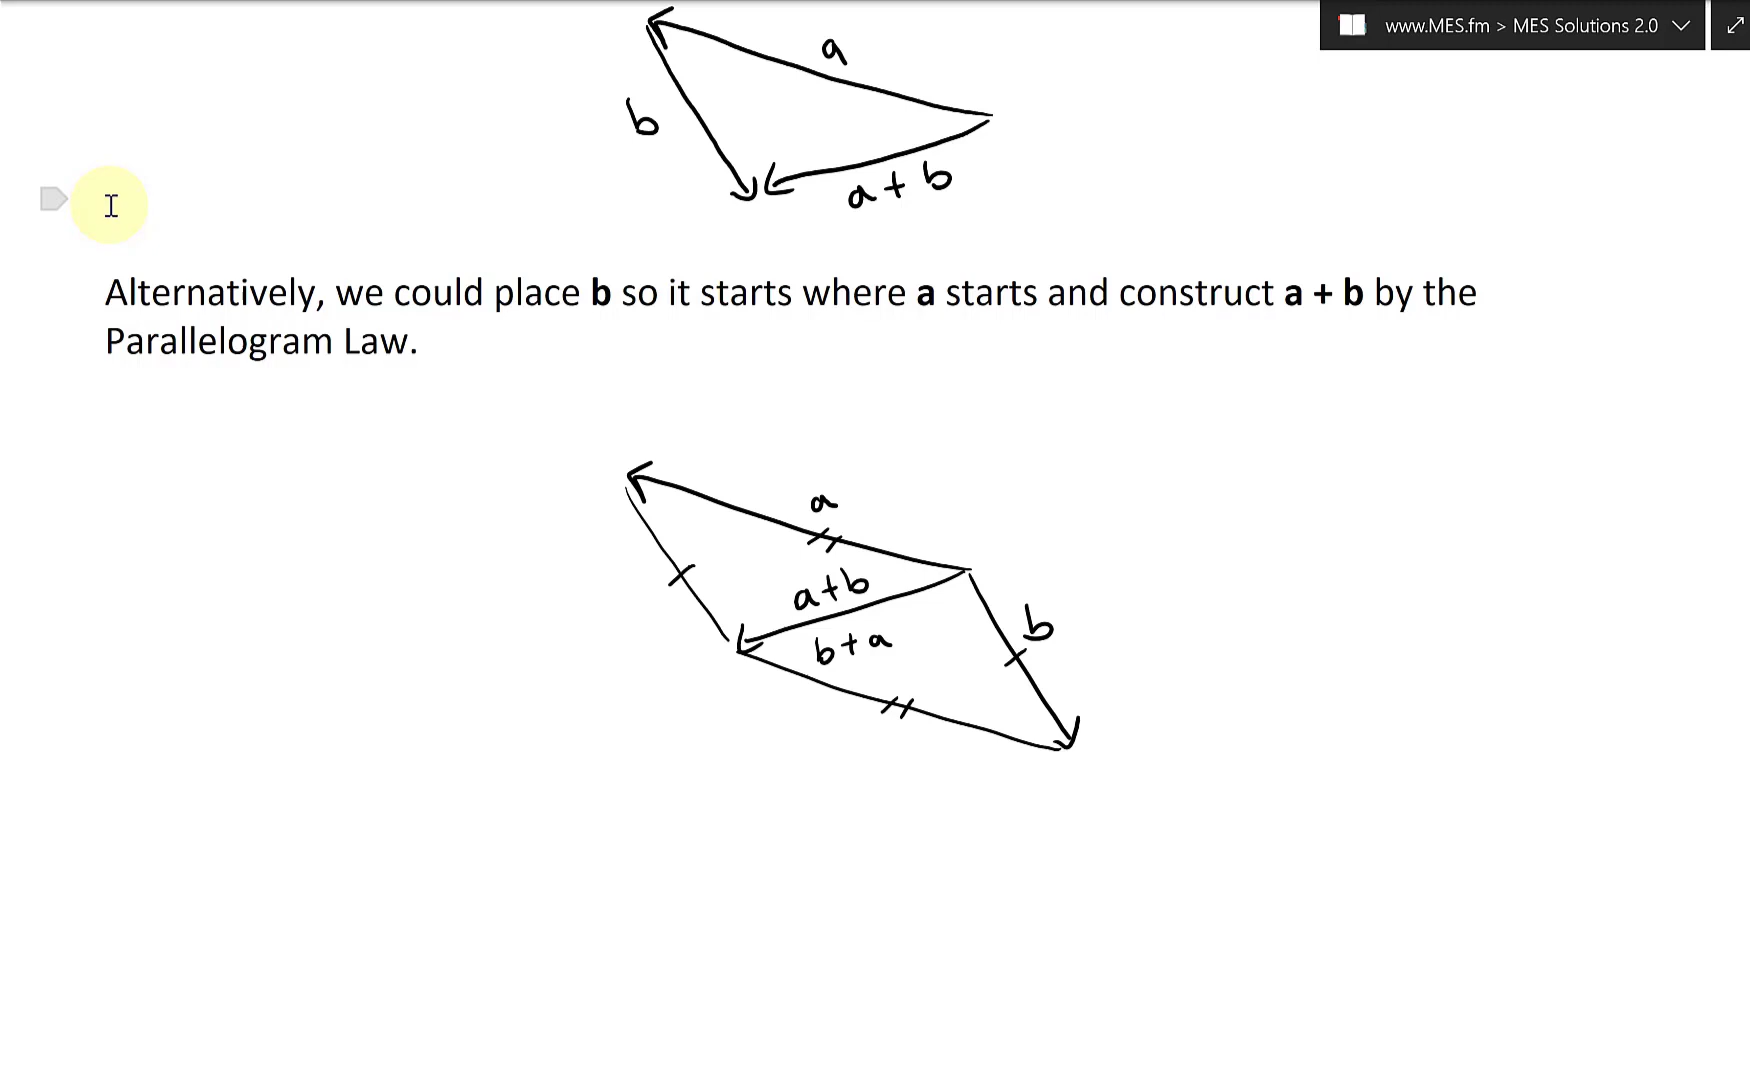 www.MES.fm > MES Solutions 2.0
a
b
a + b
Alternatively, we could place b so it starts where a starts and construct a + b by the
Parallelogram Law.
a
a+b
b
b+a